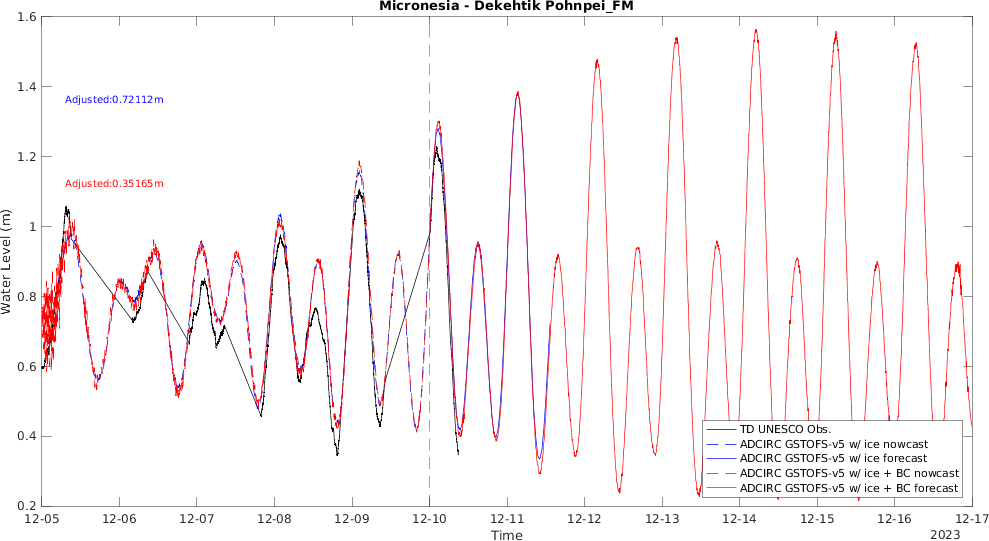 Micronesia - Dekehtik Pohnpei_FM
1.6
1.4
1.2
1
0.8
0.6
0.4
0.2
Water Level (m)
Adjusted:0.72112m
Adjusted:0.35165m
TD UNESCO Obs.
ADCIRC GSTOFS-v5 w/ ice nowcast
ADCIRC GSTOFS-v5 w/ ice forecast
ADCIRC GSTOFS-v5 w/ ice + BC nowcast
ADCIRC GSTOFS-v5 w/ ice + BC forecast
12-05 12-06 12-07 12-08 12-09 12-10 12-11 12-12 12-13 12-14 12-15 12-16 12-17
Time
2023